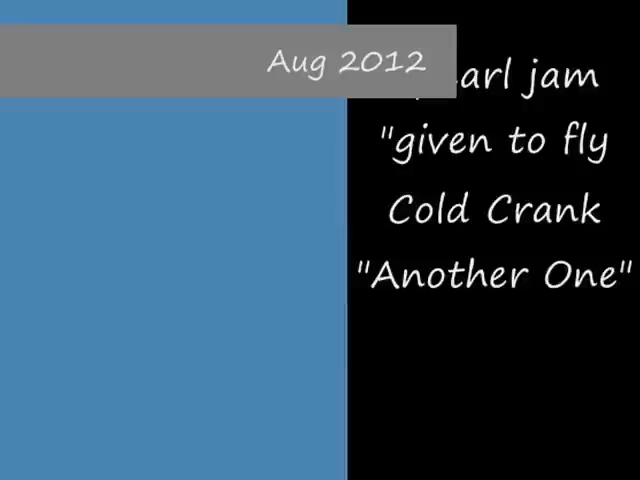 Aug 2012
jam
"given to fly
Cold Crank
"Another One"